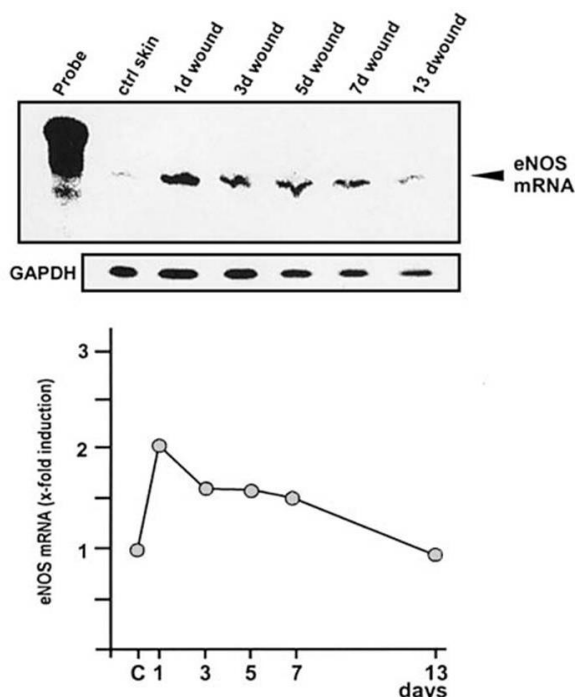 Probe
ctrl skin
1d wound
3d wound
5d wound
7d wound
13 dwound
eNOS
mRNA
GAPDH
eNOS mRNA (x-fold induction)
3
2
1
C 1 3 5 7 13
days